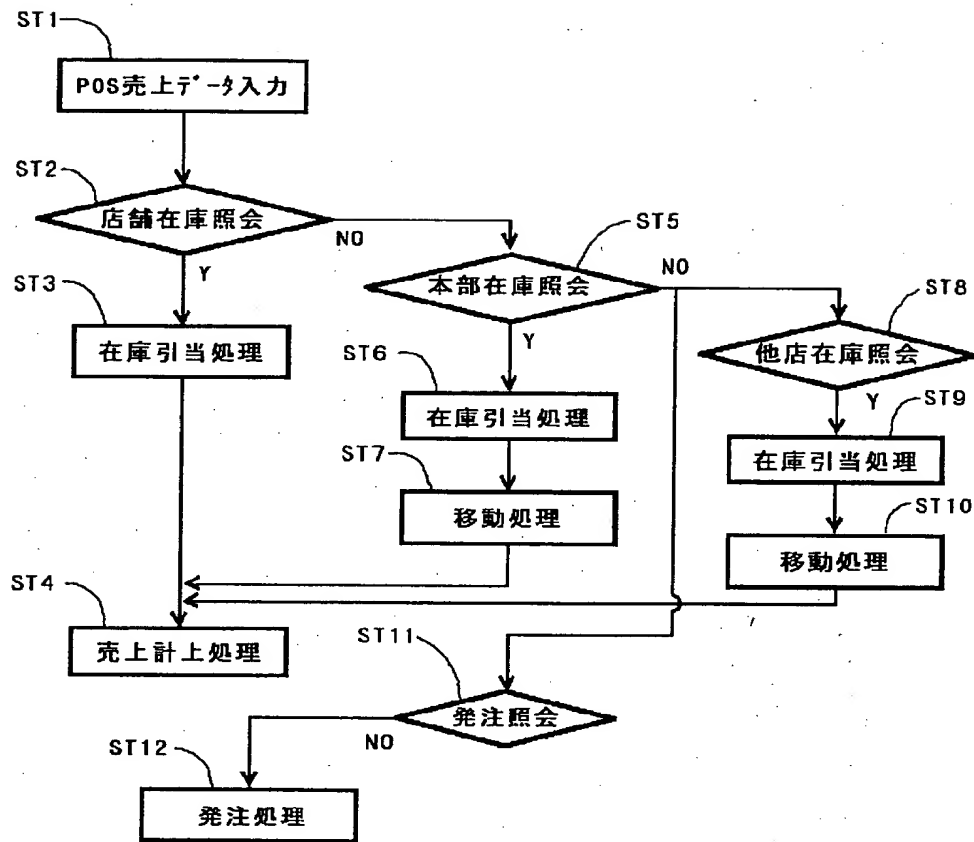 ST1
POS売上データ入力
ST2
店舗在庫照会
NO
ST5
Y
本部在庫照会
NO
ST3
ST8
在庫引当処理
Y
他店在庫照会
ST6
Y
ST9
在庫引当処理
在庫引当処理
ST7
ST10
移動処理
移動処理
ST4
ST11
売上計上処理
発注照会
NO
ST12
発注処理